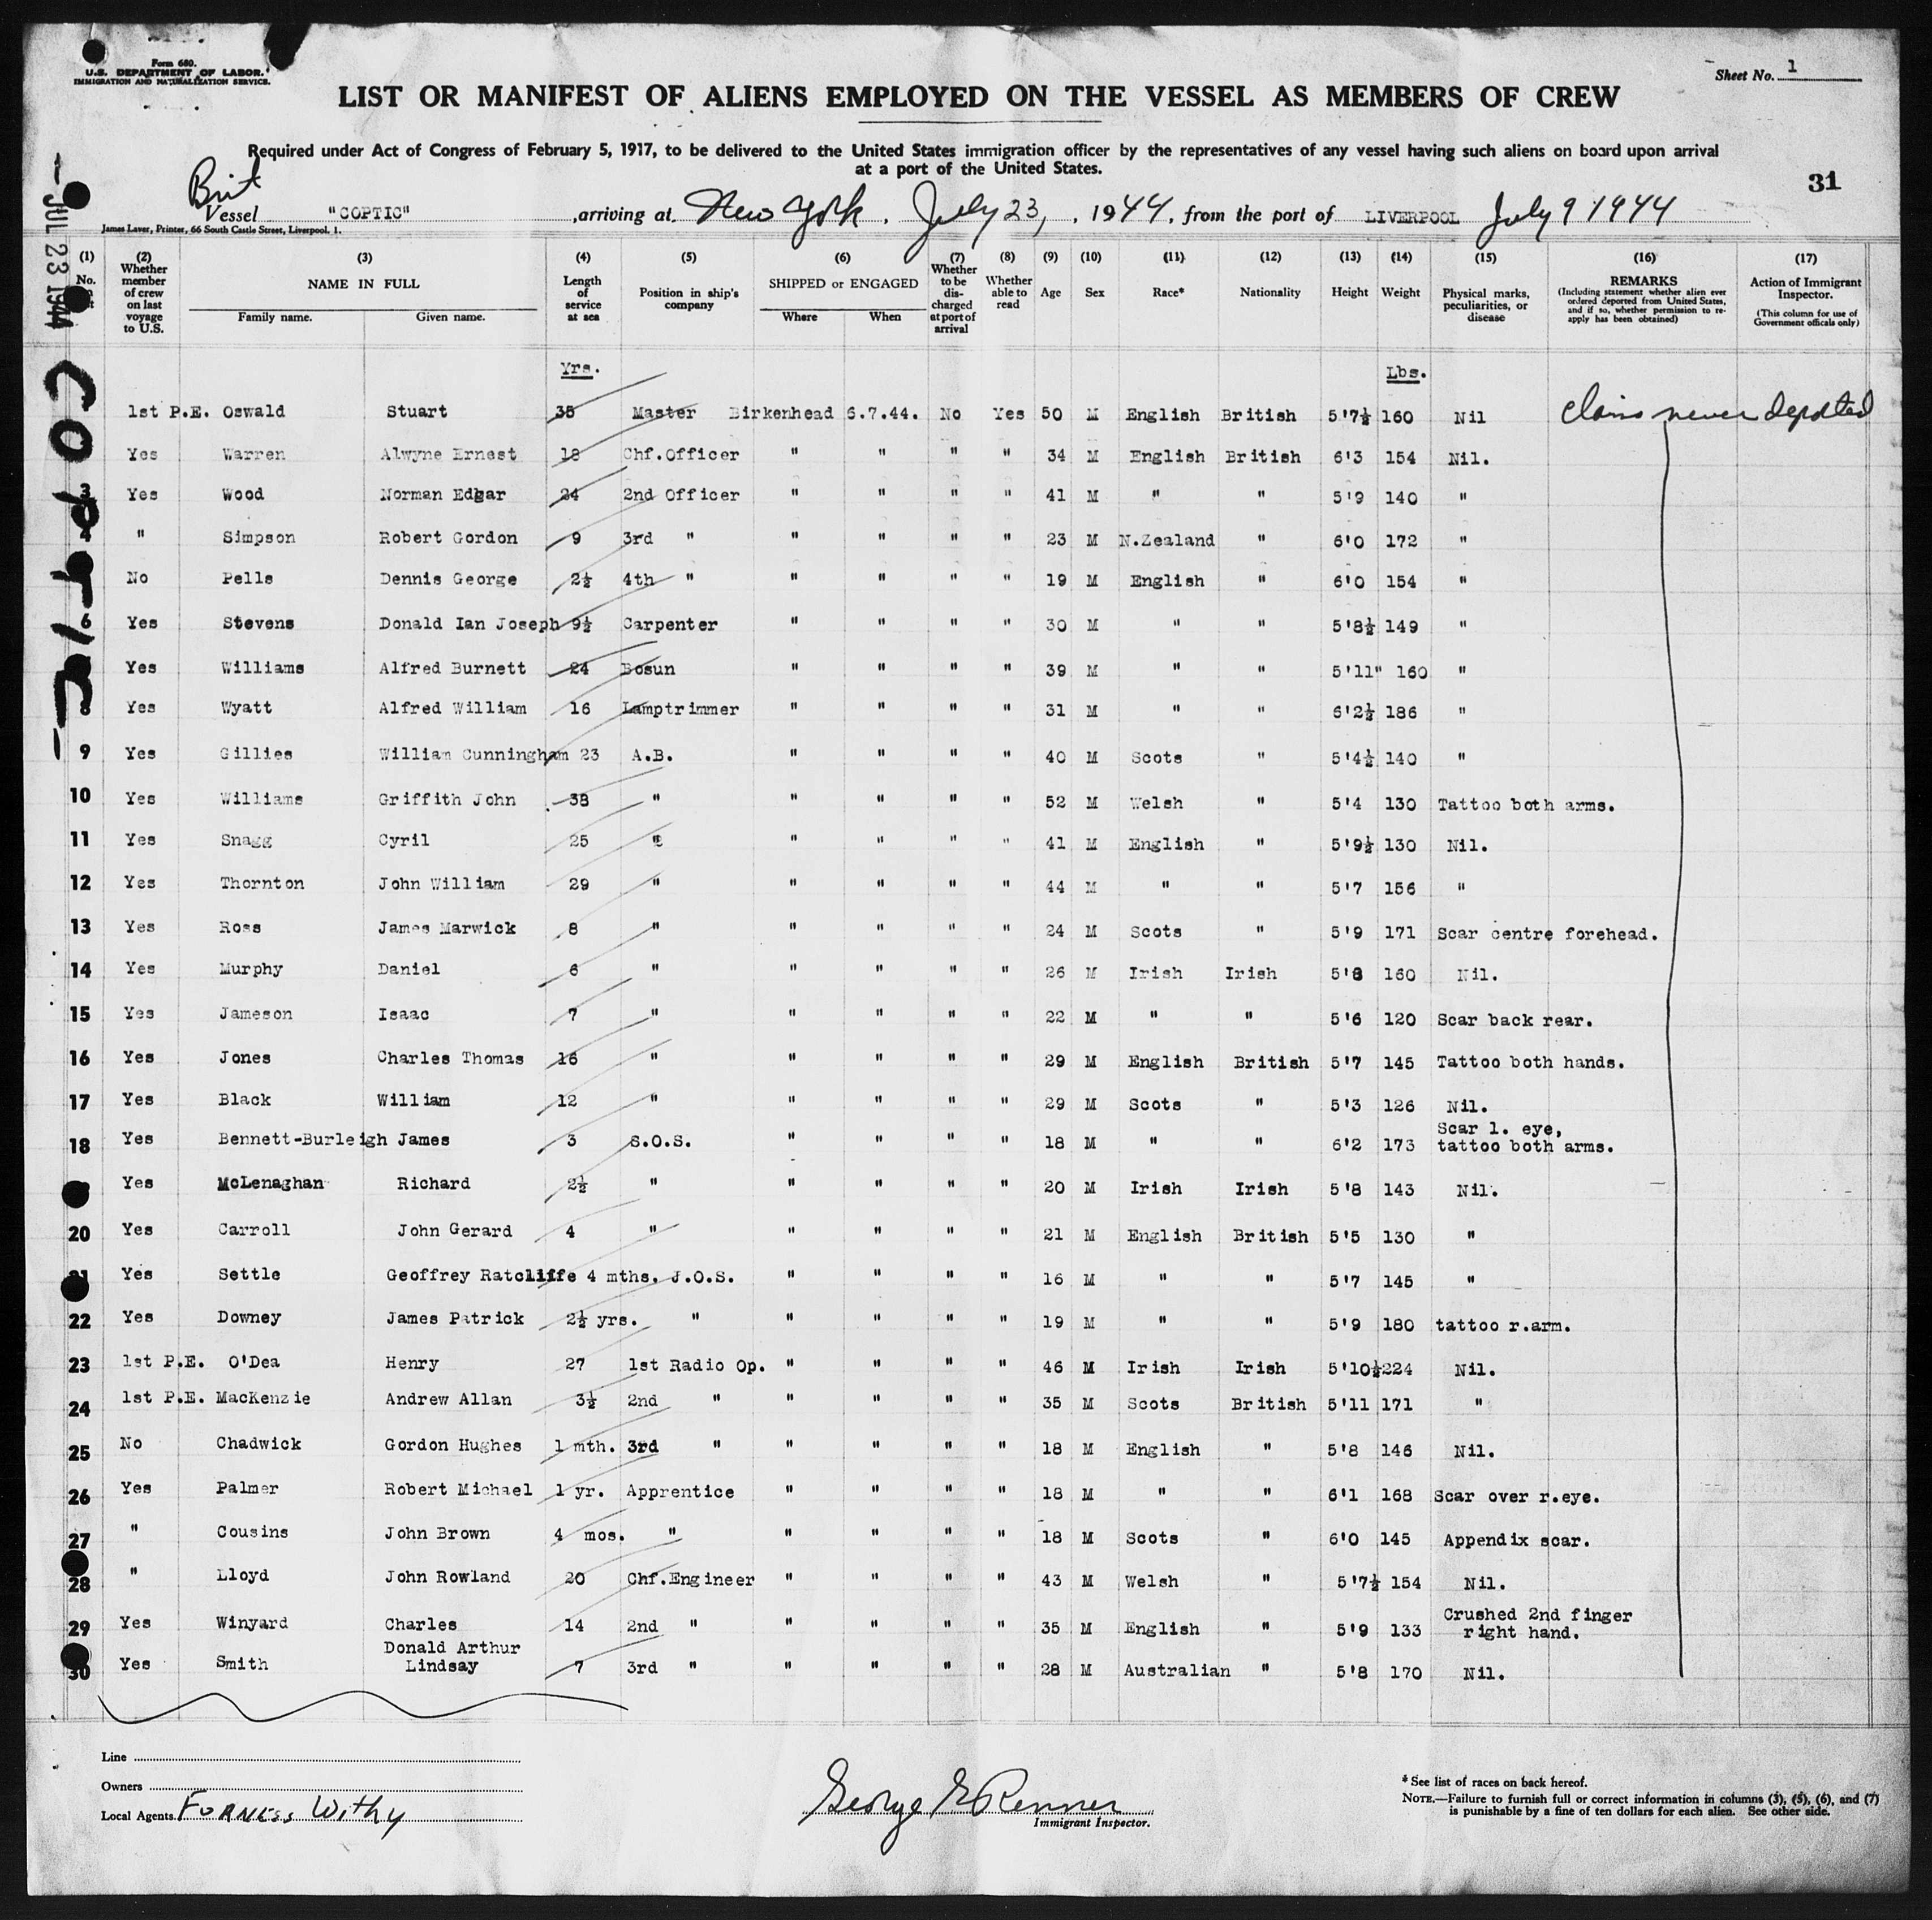 Form 680.
U.S. DEPARTMENT OF LABOR.
IMMIGRATION AND NATURALIZATION SERVICE.
Sheet No. 1
LIST OR MANIFEST OF ALIENS EMPLOYED ON THE VESSEL AS MEMBERS OF CREW
Required under Act of Congress of February 5, 1917, to be delivered to the United States immigration officer by the representatives of any vessel having such aliens on board upon arrival
at a port of the United States.
31
Brit
Vessel "COPTIC" ,arriving at New York, July 23, , 1944, from the port of LIVERPOOL July 9 1944
James Laver, Printer, 66 South Castle Street, Liverpool. 1.
JUL 23 1944
(1) (2) (3) (4) (5) (6) (7) (8) (9) (10) (11) (12) (13) (14) (15) (16) (17)
No. Whether member of crew on last voyage to U.S. NAME IN FULL Family name. Given name. Length of service at sea Position in ship's company SHIPPED or ENGAGED Where When Whether to be discharged at port of arrival Whether able to read Age Sex Race* Nationality Height Weight Physical marks, peculiarities, or disease REMARKS (Including statement whether alien ever ordered deported from United States, and if so, whether permission to re-apply has been obtained) Action of Immigrant Inspector. (This column for use of Government officals only)
Yrs. Lbs.
1st P.E. Oswald Stuart 35 Master Birkenhead 6.7.44. No Yes 50 M English British 5'7½ 160 Nil Claims never deported
Yes Warren Alwyne Ernest 18 Chf.Officer " " " " 34 M English British 6'3 154 Nil.
3 Yes Wood Norman Edgar 24 2nd Officer " " " " 41 M " " 5'9 140 "
4 " Simpson Robert Gordon 9 3rd " " " " " 23 M N.Zealand " 6'0 172 "
No Pells Dennis George 2½ 4th " " " " " 19 M English " 6'0 154 "
6 Yes Stevens Donald Ian Joseph 9½ Carpenter " " " " 30 M " " 5'8½ 149 "
Yes Williams Alfred Burnett 24 Bosun " " " " 39 M " " 5'11" 160 "
8 Yes Wyatt Alfred William 16 Lamptrimmer " " " " 31 M " " 6'2½ 186 "
9 Yes Gillies William Cunningham 23 A.B. " " " " 40 M Scots " 5'4½ 140 "
10 Yes Williams Griffith John 38 " " " " " 52 M Welsh " 5'4 130 Tattoo both arms.
11 Yes Snagg Cyril 25 " " " " " 41 M English " 5'9½ 130 Nil.
12 Yes Thornton John William 29 " " " " " 44 M " " 5'7 156 "
13 Yes Ross James Marwick 8 " " " " " 24 M Scots " 5'9 171 Scar centre forehead.
14 Yes Murphy Daniel 6 " " " " " 26 M Irish Irish 5'8 160 Nil.
15 Yes Jameson Isaac 7 " " " " " 22 M " " 5'6 120 Scar back rear.
16 Yes Jones Charles Thomas 16 " " " " " 29 M English British 5'7 145 Tattoo both hands.
17 Yes Black William 12 " " " " " 29 M Scots " 5'3 126 Nil.
18 Yes Bennett-Burleigh James 3 S.O.S. " " " " 18 M " " 6'2 173 Scar l. eye,
tattoo both arms.
Yes McLenaghan Richard 2½ " " " " " 20 M Irish Irish 5'8 143 Nil.
20 Yes Carroll John Gerard 4 " " " " " 21 M English British 5'5 130 "
21 Yes Settle Geoffrey Ratcliffe 4 mths. J.O.S. " " " " 16 M " " 5'7 145 "
22 Yes Downey James Patrick 2½ yrs. " " " " " 19 M " " 5'9 180 tattoo r.arm.
23 1st P.E. O'Dea Henry 27 1st Radio Op. " " " " 46 M Irish Irish 5'10½ 224 Nil.
24 1st P.E. MacKenzie Andrew Allan 3½ 2nd " " " " " 35 M Scots British 5'11 171 "
25 No Chadwick Gordon Hughes 1 mth. 3rd " " " " " 18 M English " 5'8 146 Nil.
26 Yes Palmer Robert Michael 1 yr. Apprentice " " " " 18 M " " 6'1 168 Scar over r.eye.
27 " Cousins John Brown 4 mos. " " " " " 18 M Scots " 6'0 145 Appendix scar.
28 " Lloyd John Rowland 20 Chf.Engineer " " " " 43 M Welsh " 5'7½ 154 Nil.
29 Yes Winyard Charles 14 2nd " " " " " 35 M English " 5'9 133 Crushed 2nd finger
right hand.
30 Yes Smith Donald Arthur
Lindsay 7 3rd " " " " " 28 M Australian " 5'8 170 Nil.
Line
Owners
Local Agents Furness Withy
George E Renner
Immigrant Inspector.
* See list of races on back hereof.
NOTE.—Failure to furnish full or correct information in columns (3), (5), (6), and (7)
is punishable by a fine of ten dollars for each alien. See other side.